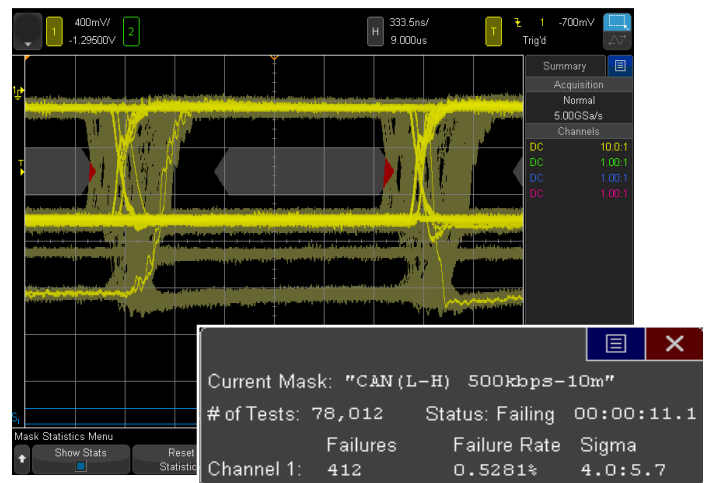 1 400mV/ 2 H 333.5ns/ T 1 -700mV
-1.29500V 9.000us Trig'd
Summary
Acquisition
Normal
5.00GSa/s
Channels
DC 10.0:1
DC 1.00:1
DC 1.00:1
DC 1.00:1
1
T
S1
Mask Statistics Menu
Show Stats
Reset
Statistic
Current Mask: "CAN(L-H) 500kbps-10m"
# of Tests: 78,012 Status: Failing 00:00:11.1
Failures Failure Rate Sigma
Channel 1: 412 0.5281% 4.0:5.7